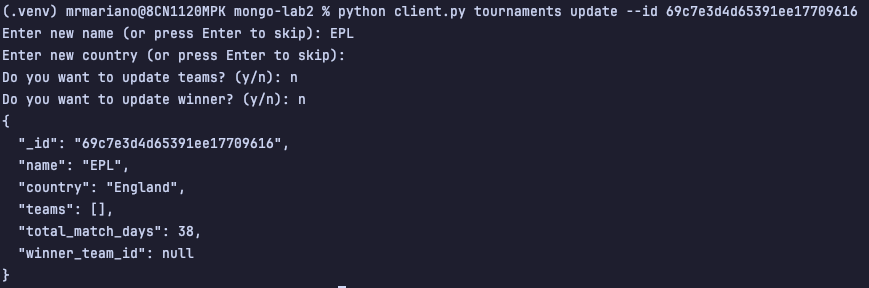 (.venv) mrmariano@8CN1120MPK mongo-lab2 % python client.py tournaments update --id 69c7e3d4d65391ee17709616
Enter new name (or press Enter to skip): EPL
Enter new country (or press Enter to skip):
Do you want to update teams? (y/n): n
Do you want to update winner? (y/n): n
{
  "_id": "69c7e3d4d65391ee17709616",
  "name": "EPL",
  "country": "England",
  "teams": [],
  "total_match_days": 38,
  "winner_team_id": null
}